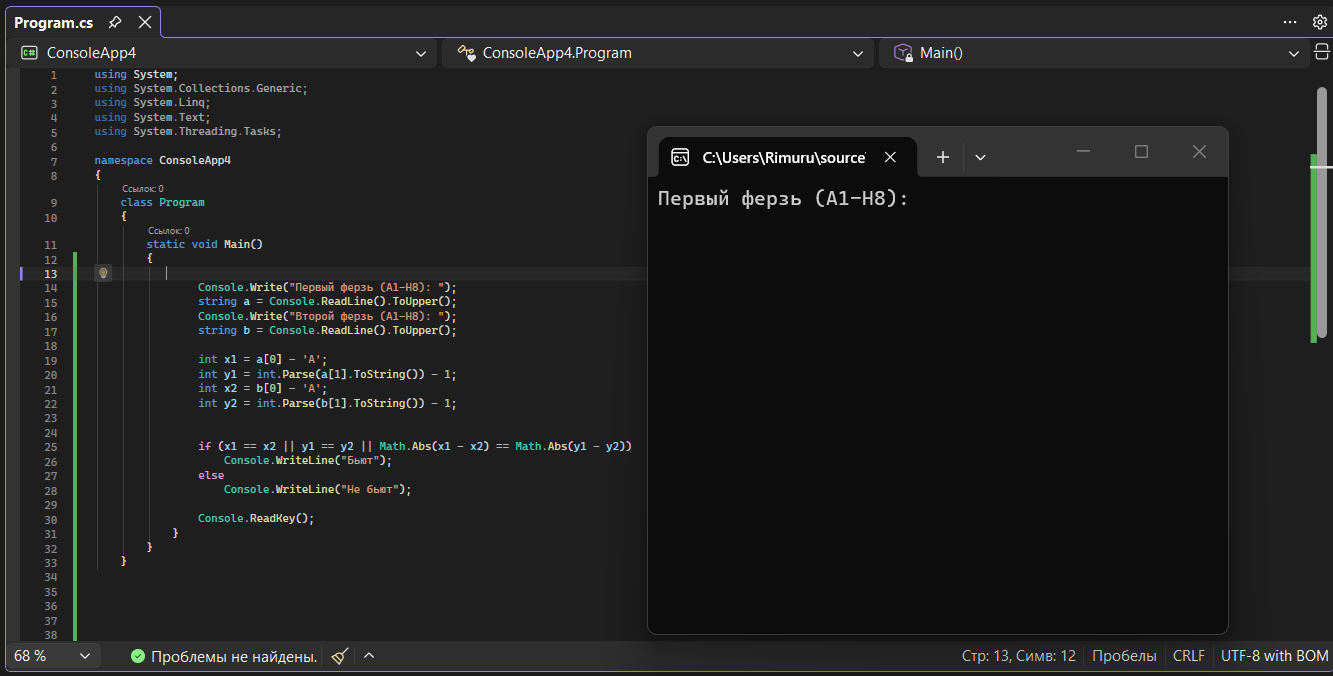 Program.cs
ConsoleApp4
ConsoleApp4.Program
Main()
1 using System;
2 using System.Collections.Generic;
3 using System.Linq;
4 using System.Text;
5 using System.Threading.Tasks;
6
7 namespace ConsoleApp4
8 {
Ссылок: 0
9 class Program
10 {
Ссылок: 0
11 static void Main()
12 {
13
14 Console.Write("Первый ферзь (A1-H8): ");
15 string a = Console.ReadLine().ToUpper();
16 Console.Write("Второй ферзь (A1-H8): ");
17 string b = Console.ReadLine().ToUpper();
18
19 int x1 = a[0] - 'A';
20 int y1 = int.Parse(a[1].ToString()) - 1;
21 int x2 = b[0] - 'A';
22 int y2 = int.Parse(b[1].ToString()) - 1;
23
24
25 if (x1 == x2 || y1 == y2 || Math.Abs(x1 - x2) == Math.Abs(y1 - y2))
26 Console.WriteLine("Бьют");
27 else
28 Console.WriteLine("Не бьют");
29
30 Console.ReadKey();
31 }
32 }
33 }
34
35
36
37
38
C:\Users\Rimuru\source
Первый ферзь (A1-H8):
68 %
Проблемы не найдены.
Стр: 13, Симв: 12
Пробелы
CRLF
UTF-8 with BOM